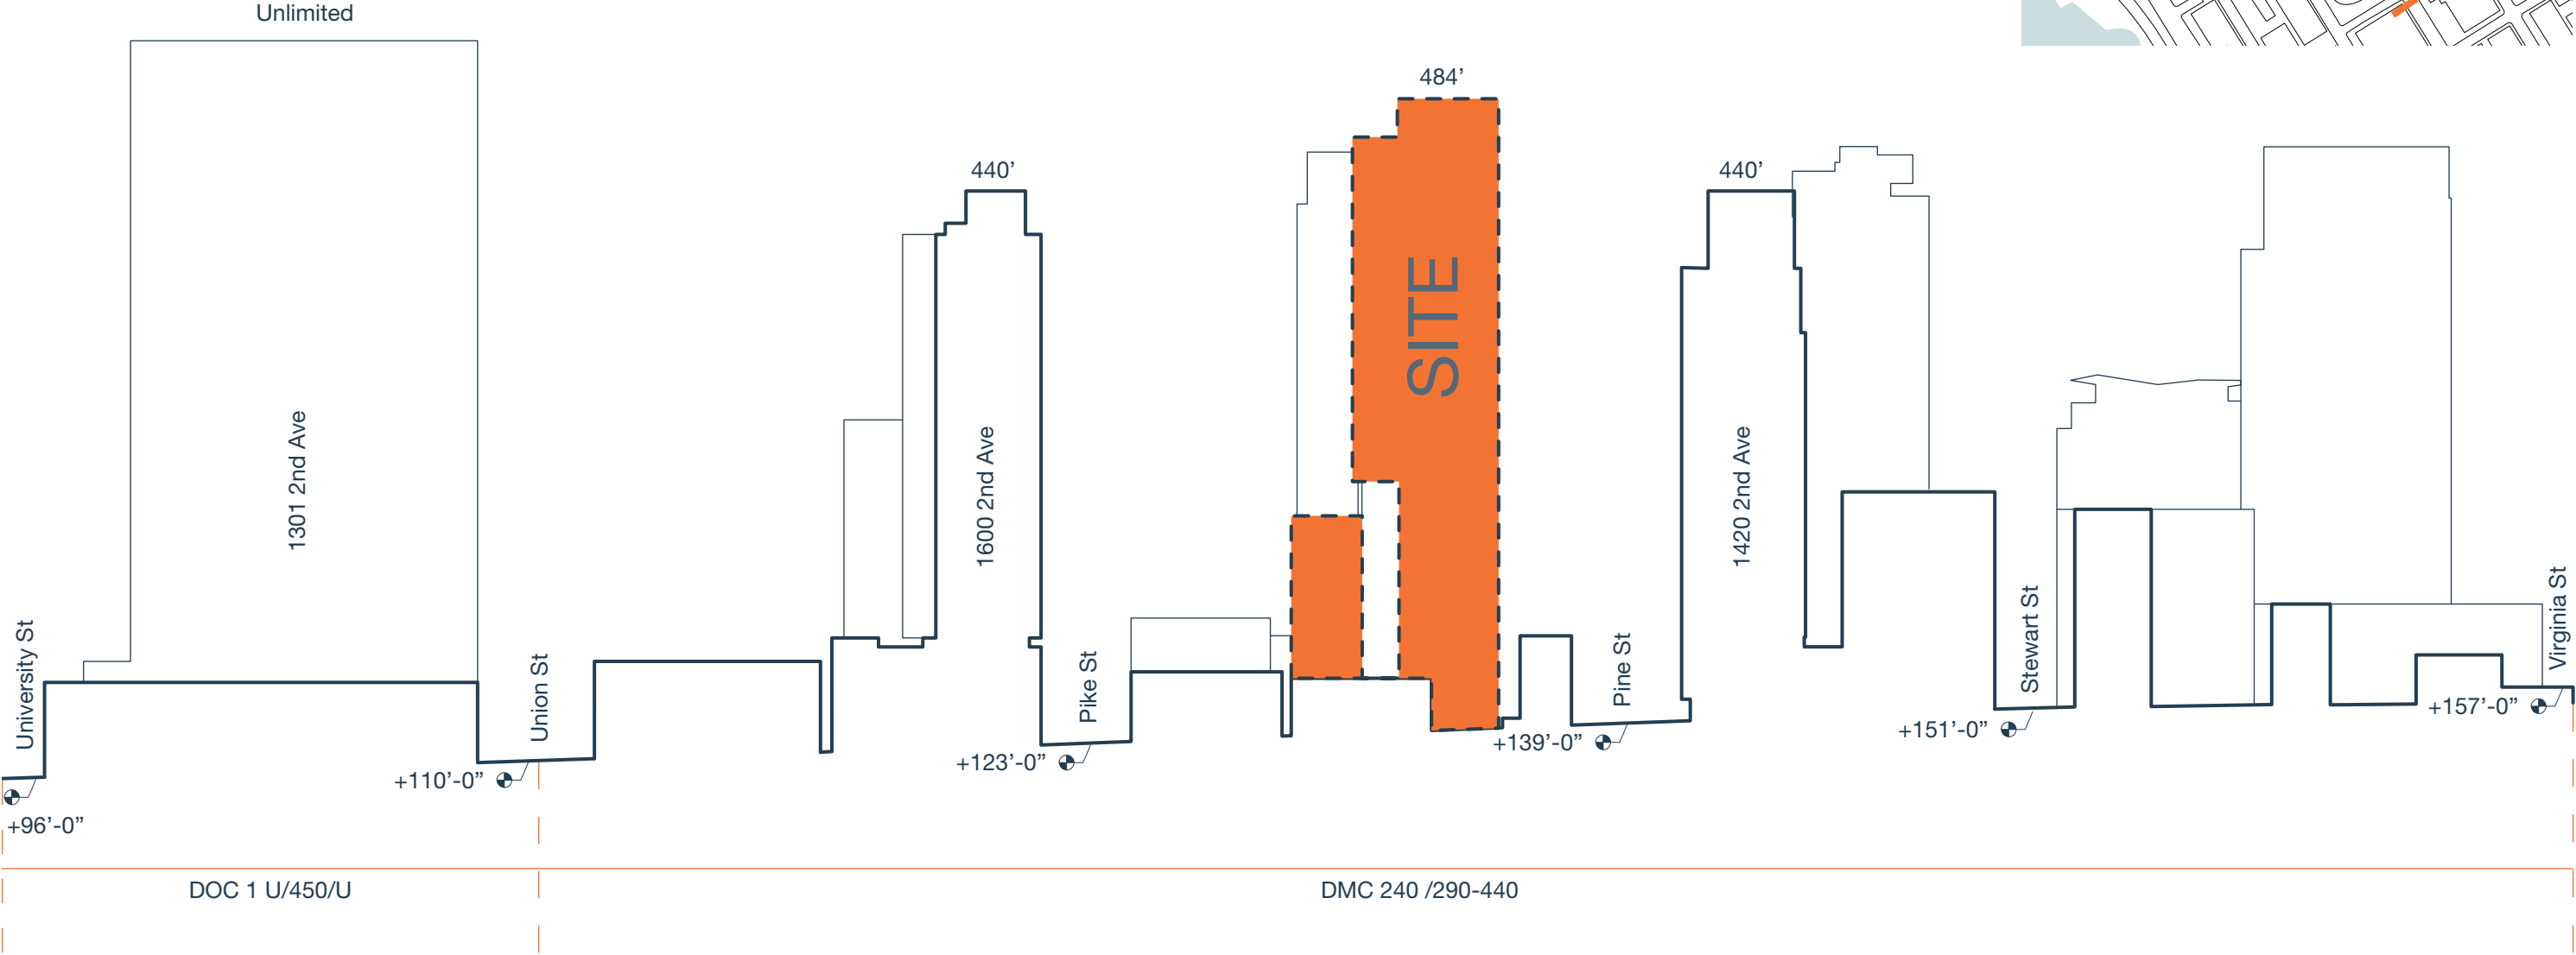 Unlimited
484’
440’
440’
SITE
1301 2nd Ave
1600 2nd Ave
1420 2nd Ave
University St
Union St
Pike St
Pine St
Stewart St
Virginia St
+96’-0”
+110’-0”
+123’-0”
+139’-0”
+151’-0”
+157’-0”
DOC 1 U/450/U
DMC 240 /290-440